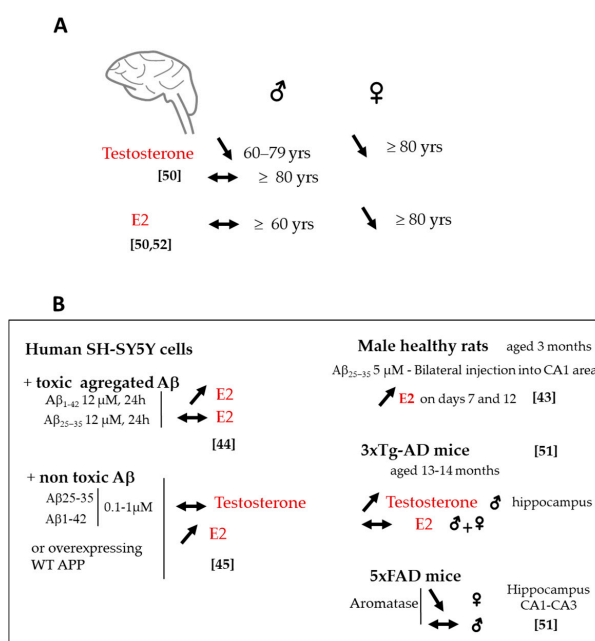 A
♂ ♀
Testosterone
[50]
60–79 yrs
≥ 80 yrs
≥ 80 yrs
E2
[50,52]
≥ 60 yrs
≥ 80 yrs
B
Human SH-SY5Y cells
+ toxic agregated Aβ
Aβ1-42 12 µM, 24h
E2
Aβ25-35 12 µM, 24h
E2
[44]
+ non toxic Aβ
Aβ25-35
Aβ1-42
0.1-1µM
or overexpressing
WT APP
Testosterone
E2
[45]
Male healthy rats aged 3 months
Aβ25-35 5 µM - Bilateral injection into CA1 area
E2 on days 7 and 12 [43]
3xTg-AD mice [51]
aged 13-14 months
Testosterone ♂ hippocampus
E2 ♂+♀
5xFAD mice
Aromatase
♀
♂
Hippocampus
CA1-CA3
[51]